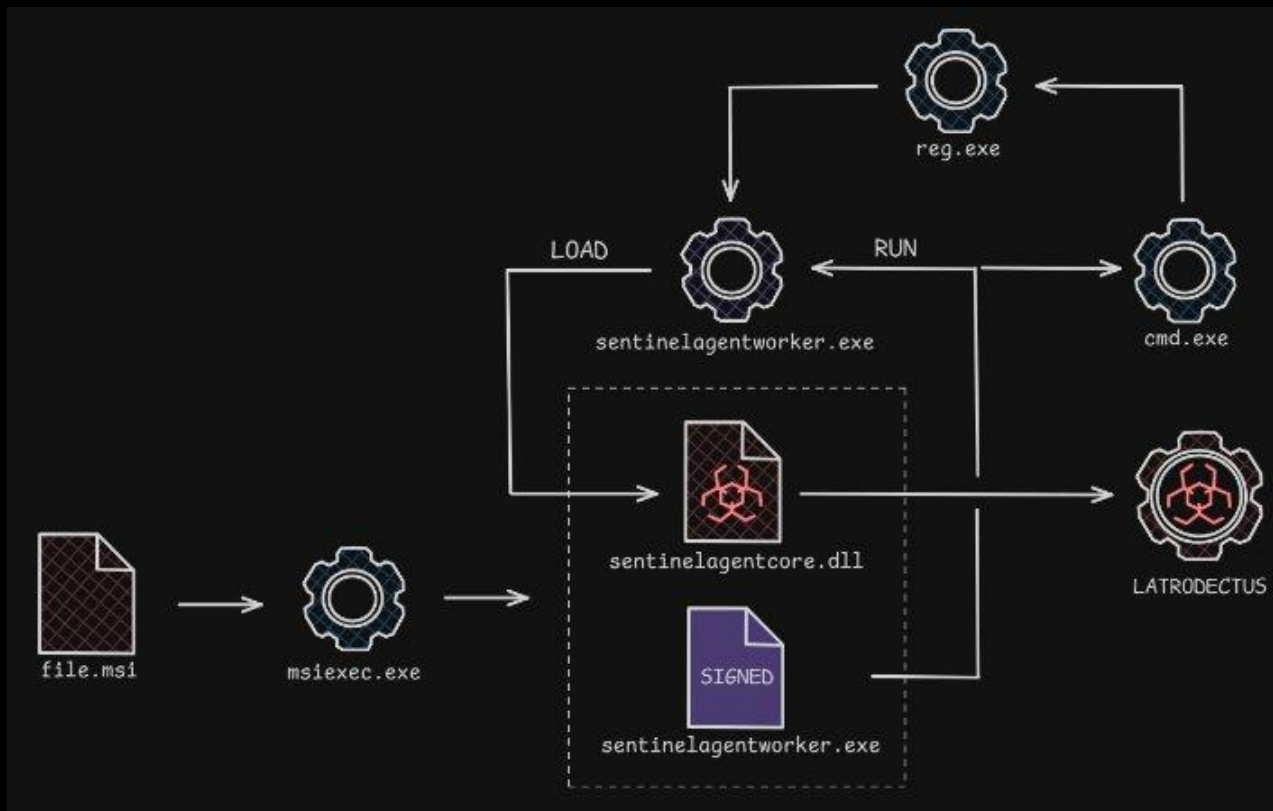 reg.exe
LOAD
RUN
sentinelagentworker.exe
cmd.exe
sentinelagentcore.dll
LATRODECTUS
file.msi
msiexec.exe
SIGNED
sentinelagentworker.exe